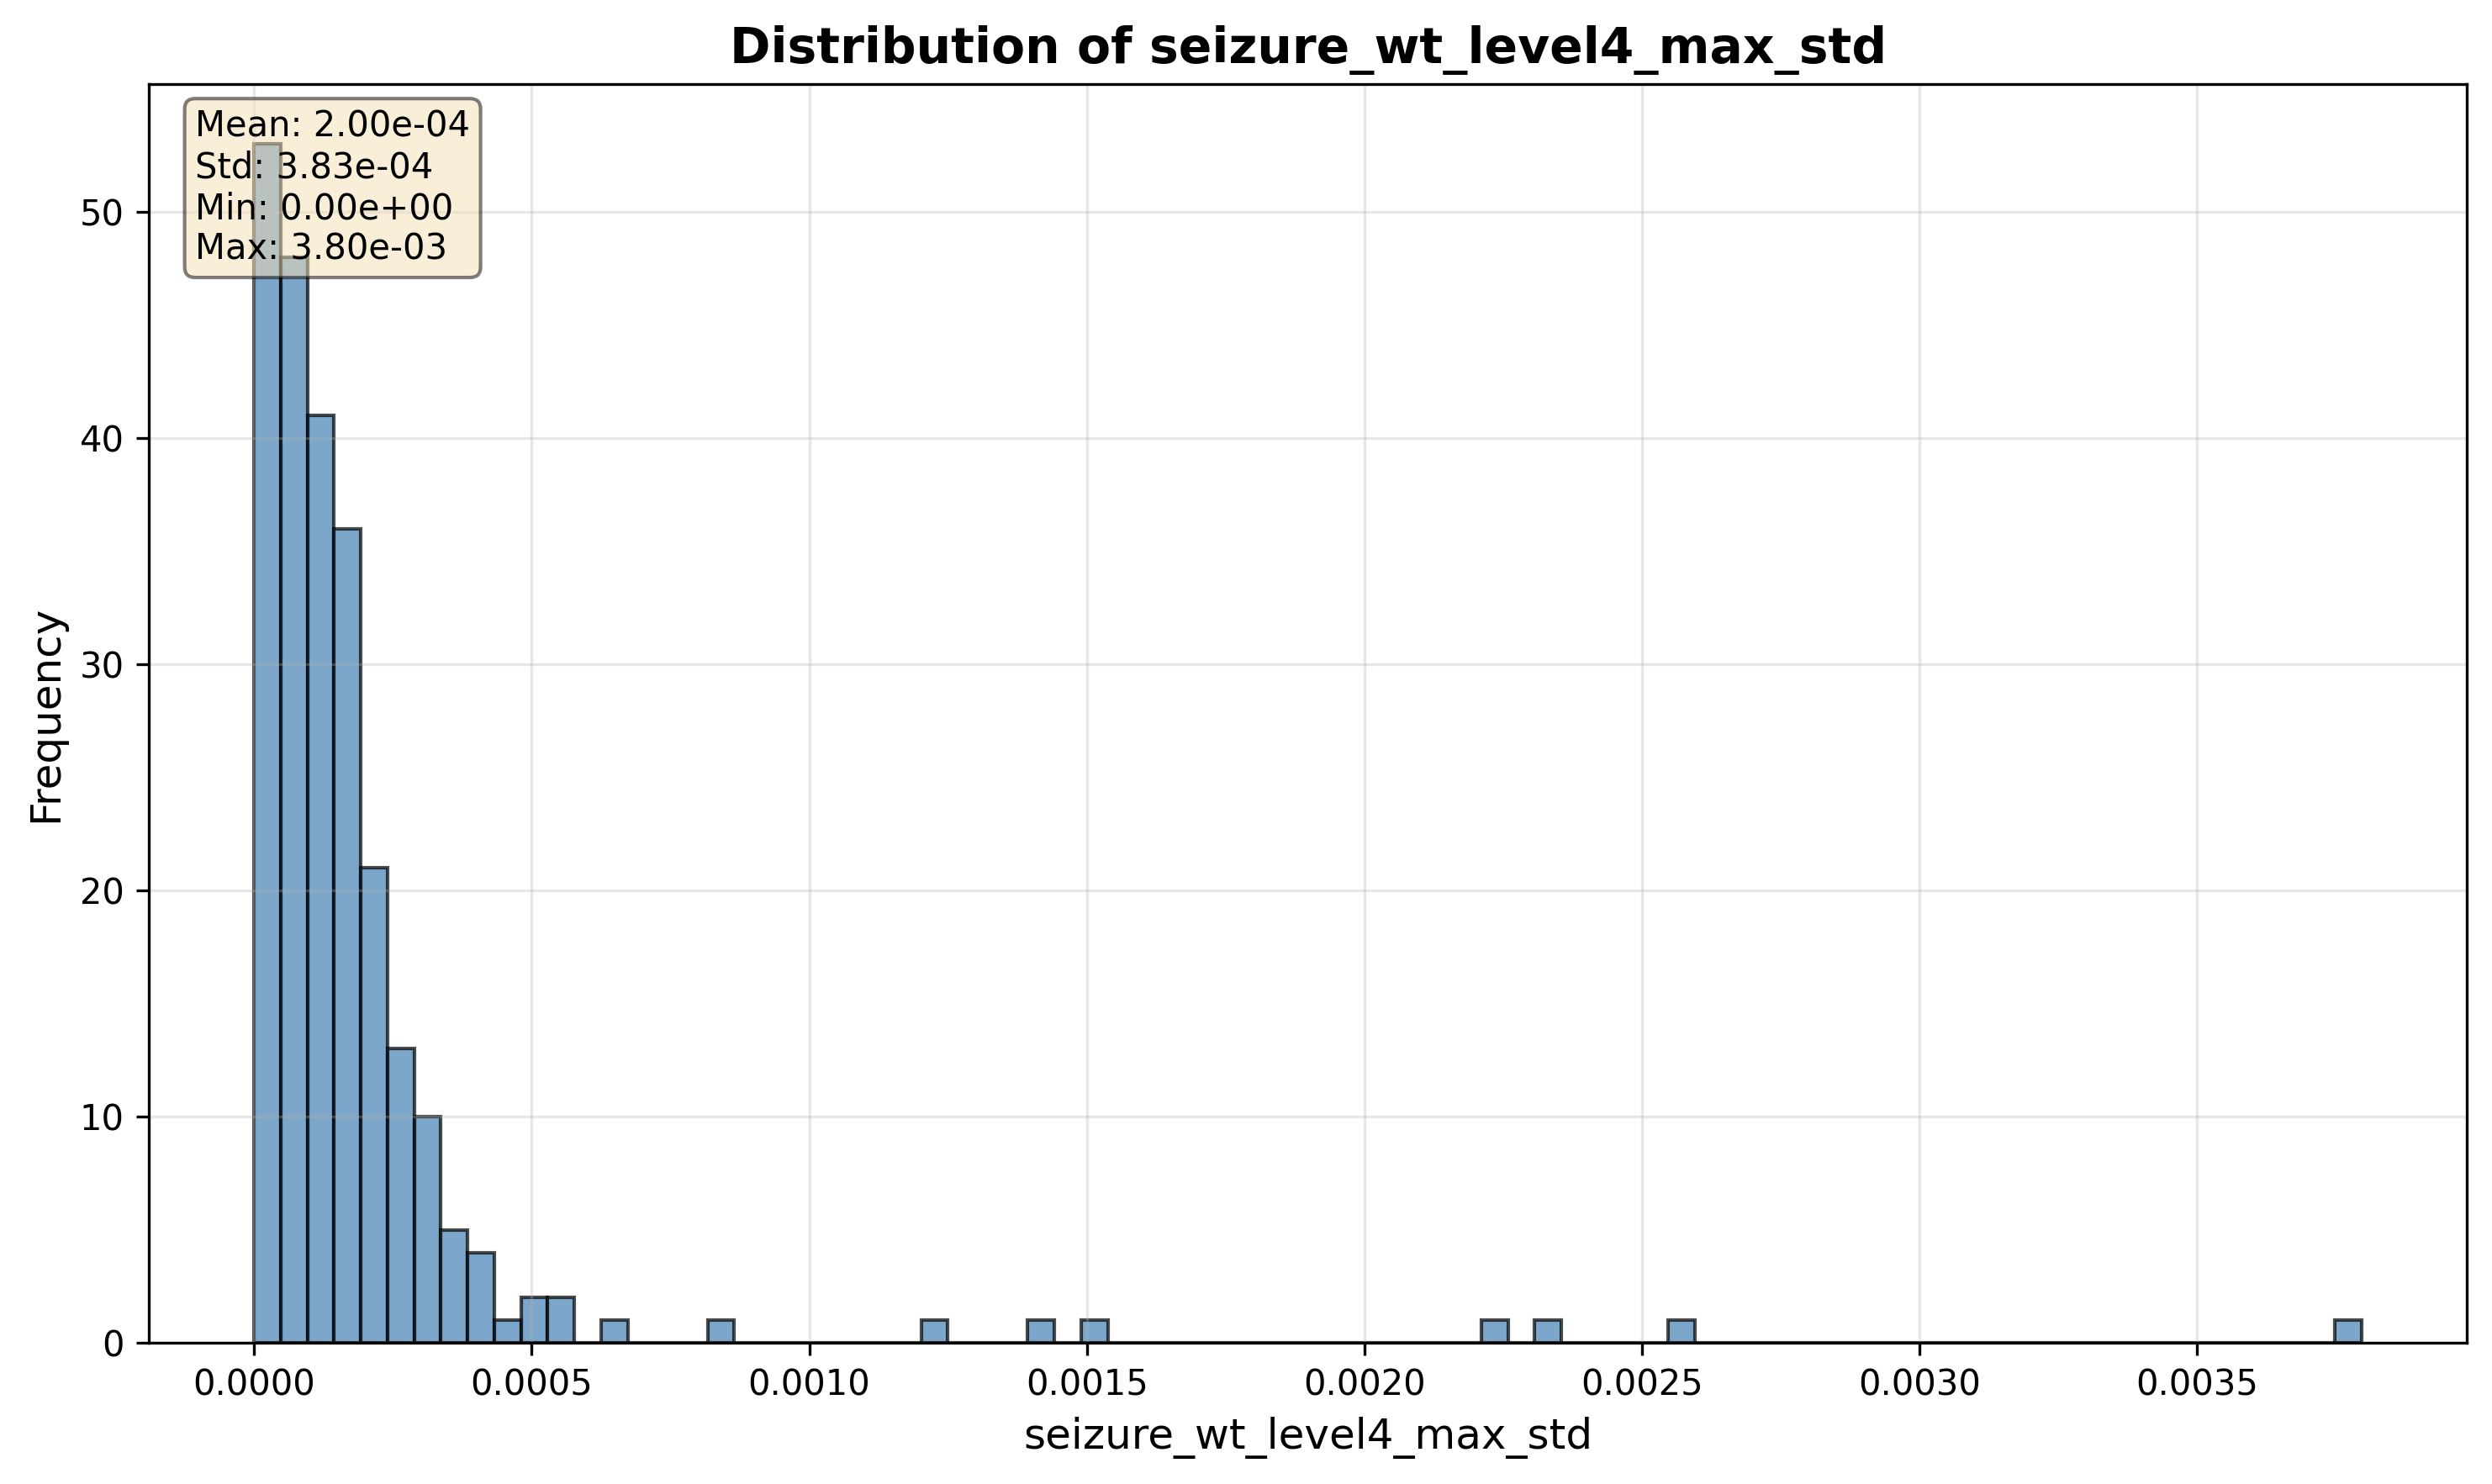 Distribution of seizure_wt_level4_max_std
Mean: 2.00e-04
Std: 3.83e-04
Min: 0.00e+00
Max: 3.80e-03
Frequency
50
40
30
20
10
0
0.0000 0.0005 0.0010 0.0015 0.0020 0.0025 0.0030 0.0035
seizure_wt_level4_max_std